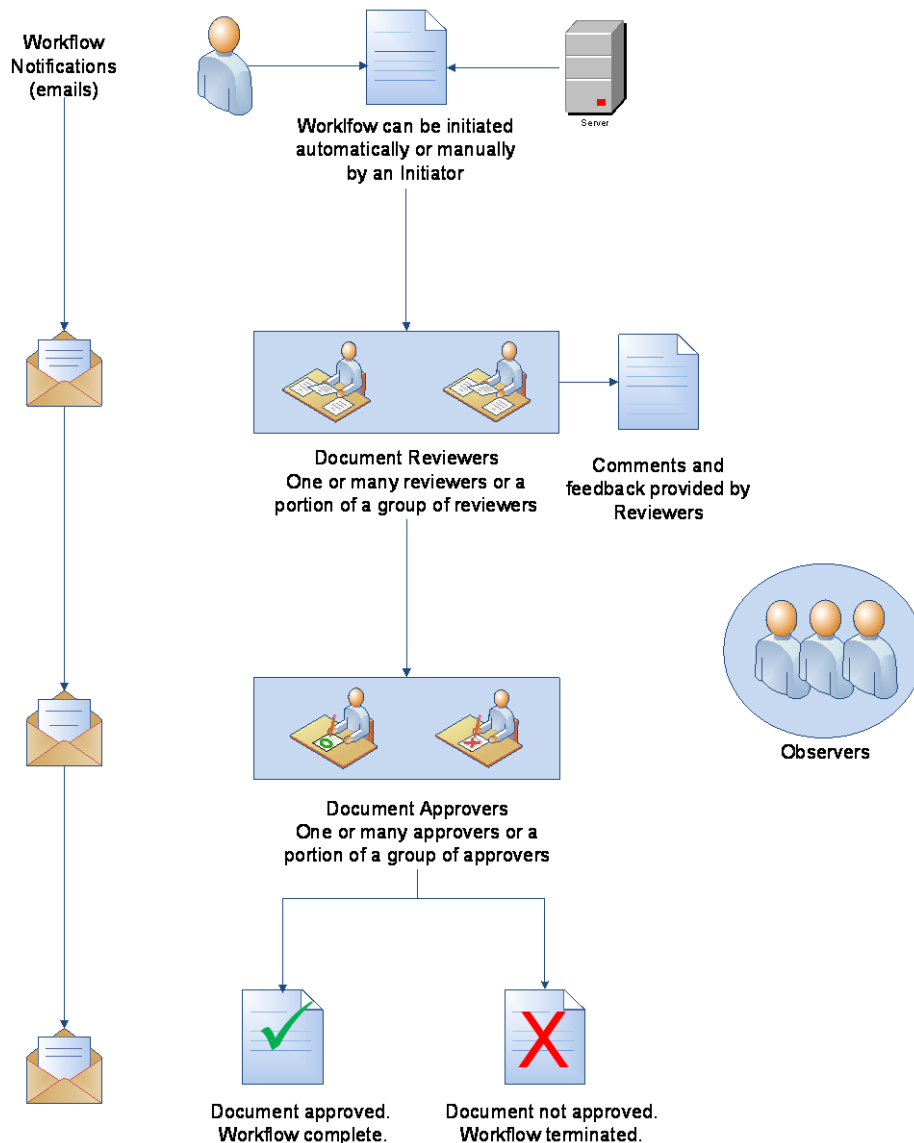 Workflow
Notifications
(emails)
Server
Worklfow can be initiated
automatically or manually
by an Initiator
Document Reviewers
One or many reviewers or a
portion of a group of reviewers
Comments and
feedback provided by
Reviewers
Observers
Document Approvers
One or many approvers or a
portion of a group of approvers
Document approved.
Workflow complete.
Document not approved.
Workflow terminated.